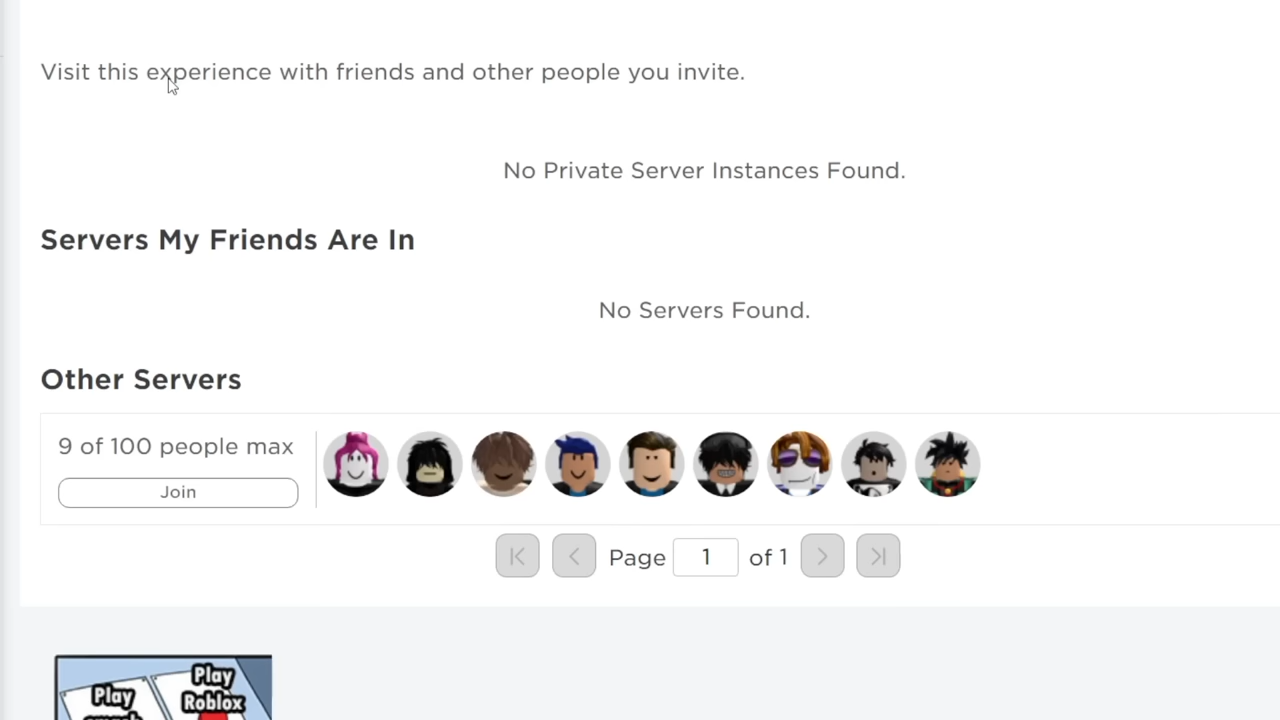 Visit this experience with friends and other people you invite.
No Private Server Instances Found.
Servers My Friends Are In
No Servers Found.
Other Servers
9 of 100 people max
Join
Page 1 of 1
Play
Roblox
Play